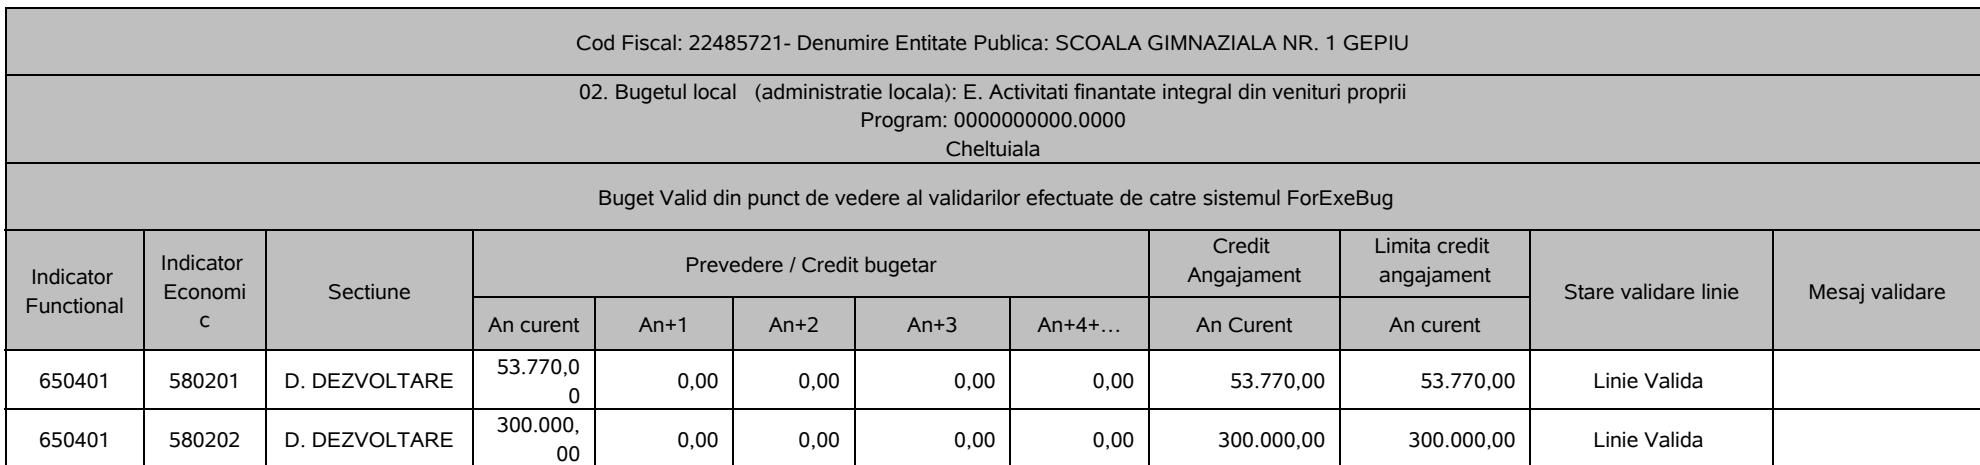 Cod Fiscal: 22485721- Denumire Entitate Publica: SCOALA GIMNAZIALA NR. 1 GEPIU
02. Bugetul local (administratie locala): E. Activitati finantate integral din venituri proprii
Program: 0000000000.0000
Cheltuiala
Buget Valid din punct de vedere al validarilor efectuate de catre sistemul ForExeBug
Indicator
Functional
Indicator
Economi
c
Sectiune
Prevedere / Credit bugetar
Credit
Angajament
Limita credit
angajament
Stare validare linie
Mesaj validare
An curent
An+1
An+2
An+3
An+4+...
An Curent
An curent
650401
580201
D. DEZVOLTARE
53.770,0
0
0,00
0,00
0,00
0,00
53.770,00
53.770,00
Linie Valida
650401
580202
D. DEZVOLTARE
300.000,
00
0,00
0,00
0,00
0,00
300.000,00
300.000,00
Linie Valida